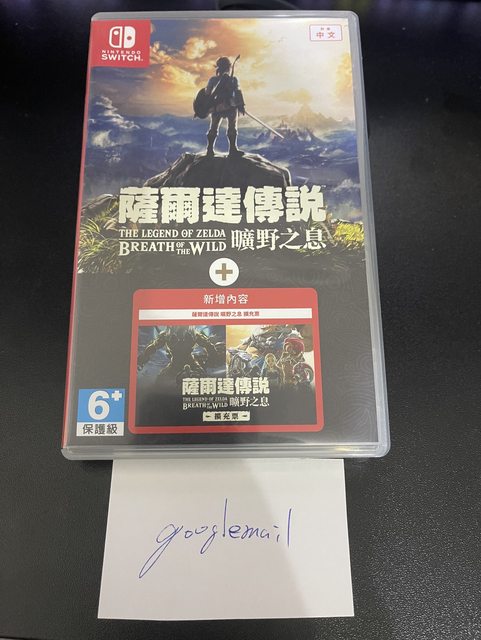 NINTENDO
SWITCH
中文
薩爾達傳說
THE LEGEND OF ZELDA
BREATH OF THE WILD 曠野之息
+
新增內容
薩爾達傳說 曠野之息 擴充票
薩爾達傳說
THE LEGEND OF ZELDA
BREATH OF THE WILD 曠野之息
擴充票
6+
保護級
googlemail